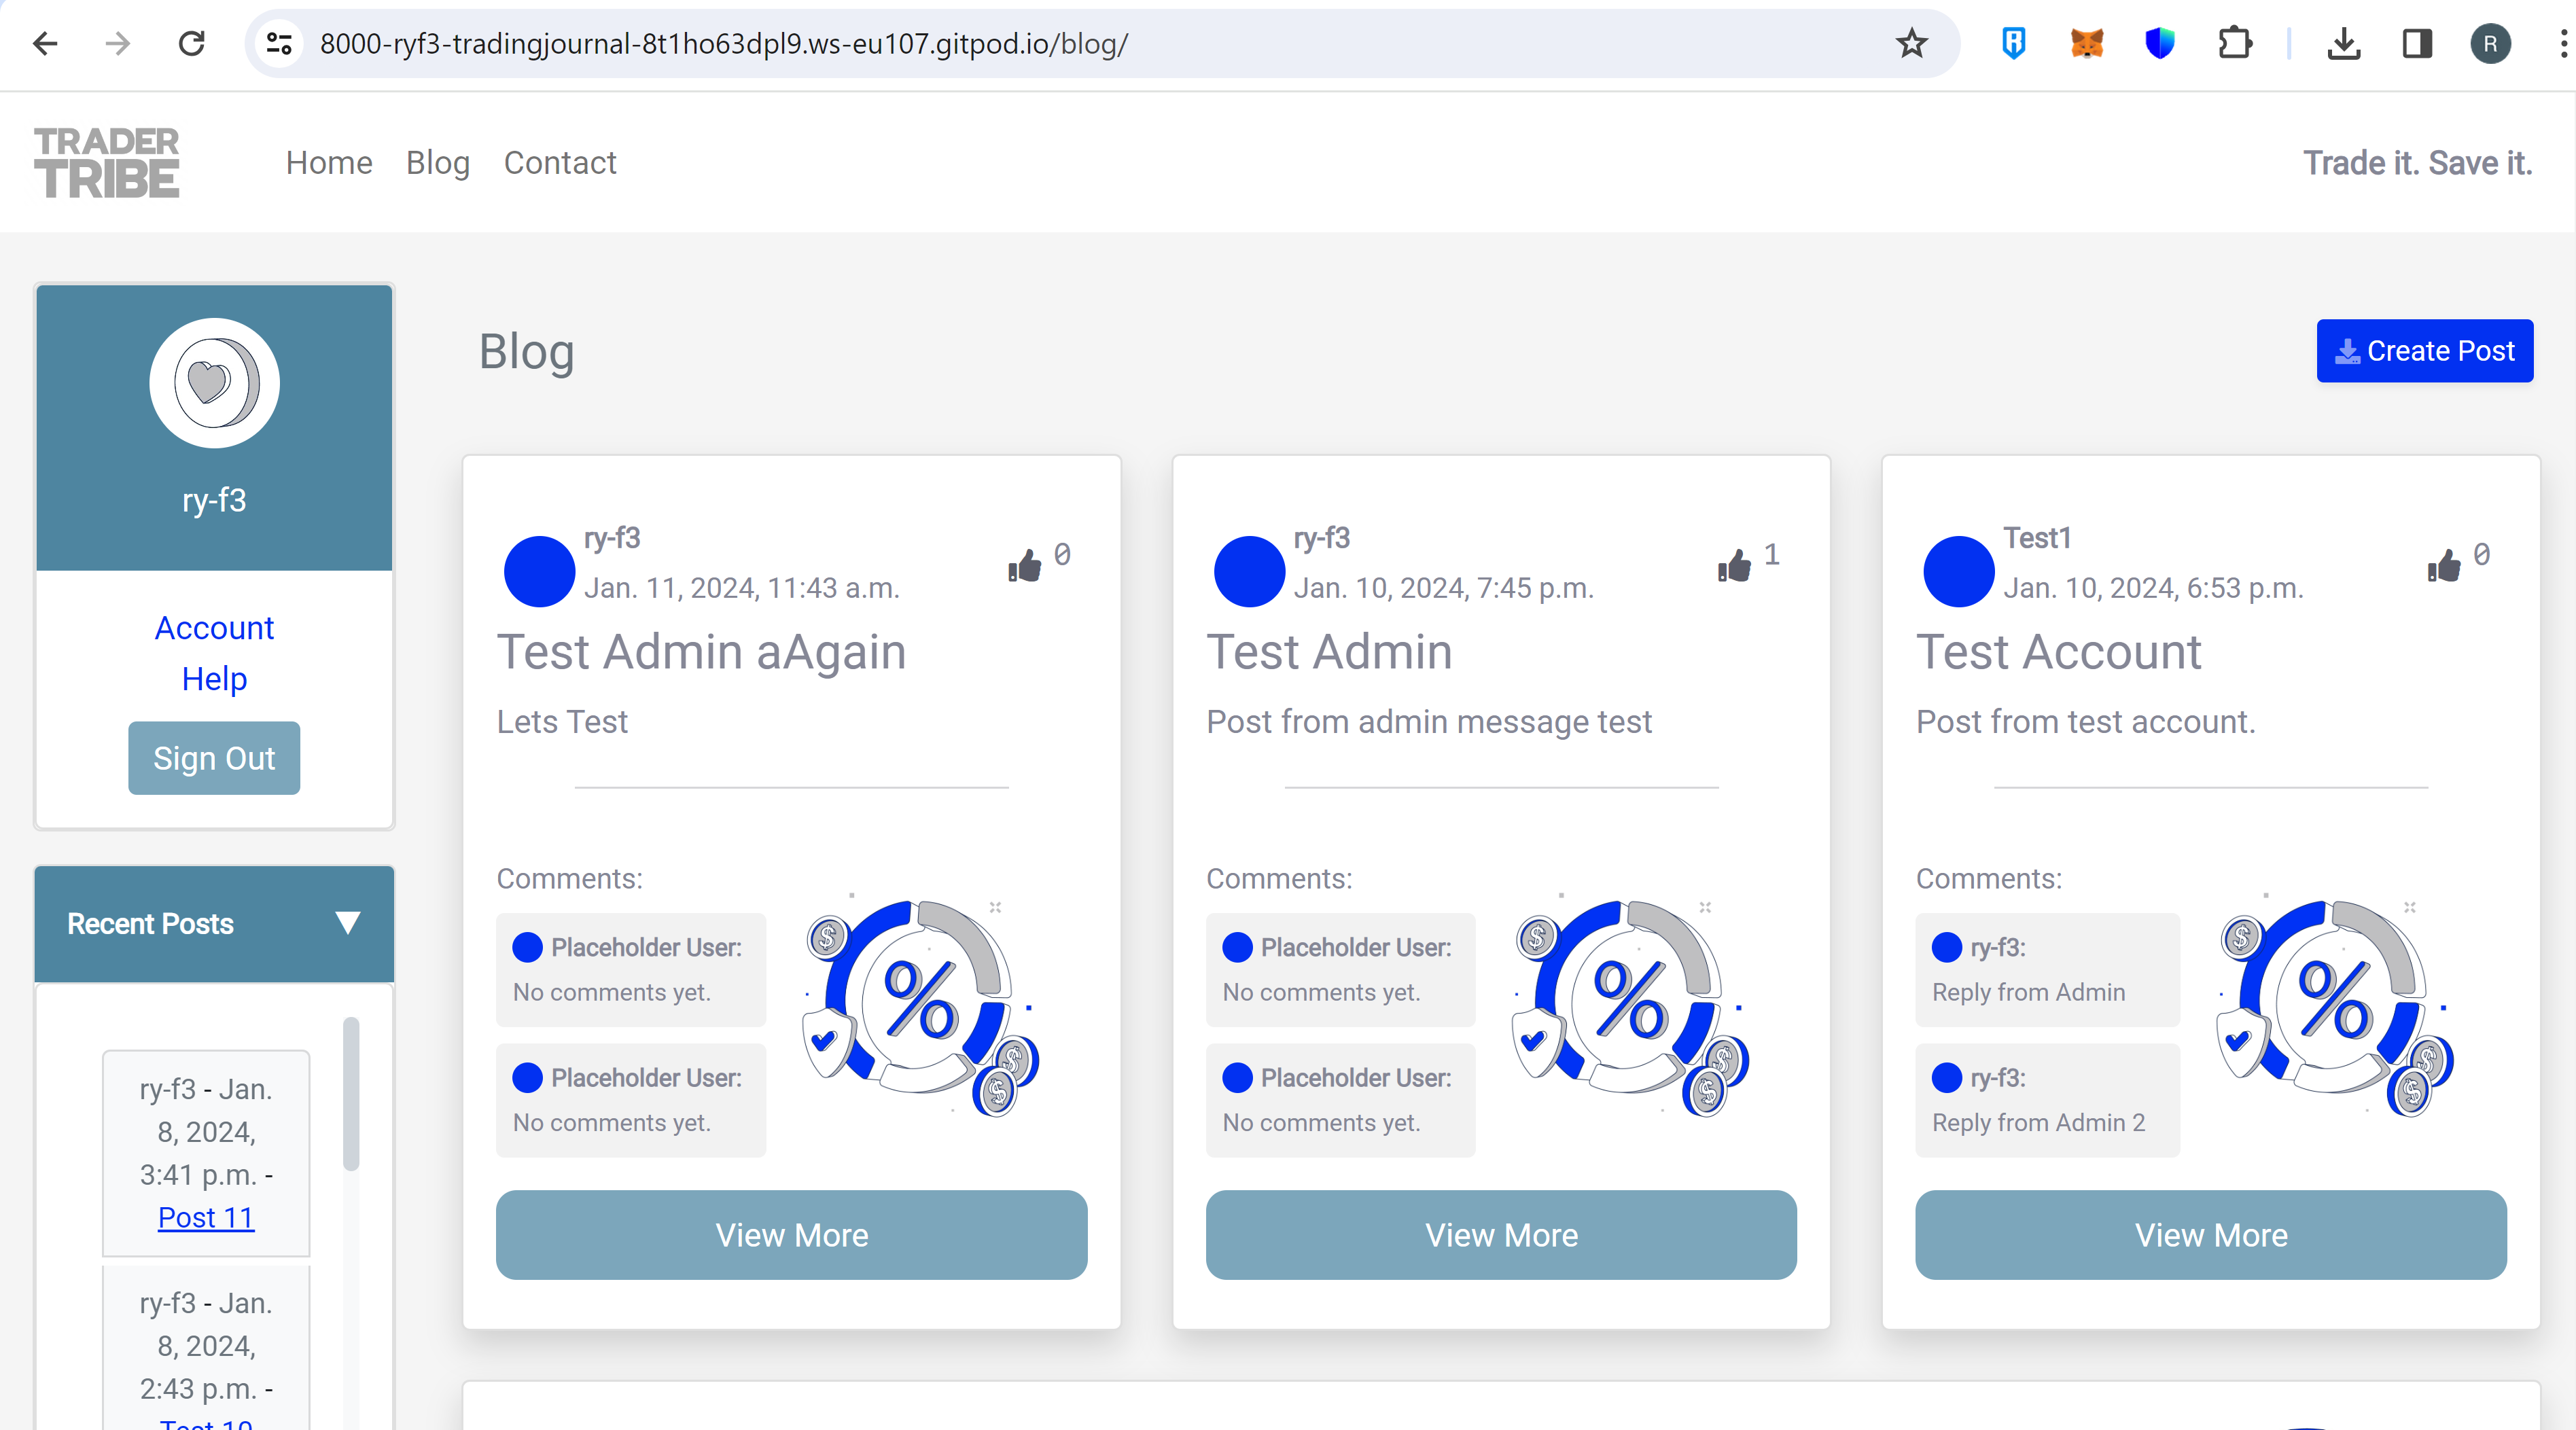 8000-ryf3-tradingjournal-8t1ho63dpl9.ws-eu107.gitpod.io/blog/
R
TRADER
TRIBE
Home Blog Contact
Trade it. Save it.
ry-f3
Account
Help
Sign Out
Recent Posts ▼
ry-f3 - Jan.
8, 2024,
3:41 p.m. -
Post 11
ry-f3 - Jan.
8, 2024,
2:43 p.m. -
Test 10
Blog
Create Post
ry-f3
Jan. 11, 2024, 11:43 a.m.
0
Test Admin aAgain
Lets Test
Comments:
Placeholder User:
No comments yet.
Placeholder User:
No comments yet.
View More
ry-f3
Jan. 10, 2024, 7:45 p.m.
1
Test Admin
Post from admin message test
Comments:
Placeholder User:
No comments yet.
Placeholder User:
No comments yet.
View More
Test1
Jan. 10, 2024, 6:53 p.m.
0
Test Account
Post from test account.
Comments:
ry-f3:
Reply from Admin
ry-f3:
Reply from Admin 2
View More